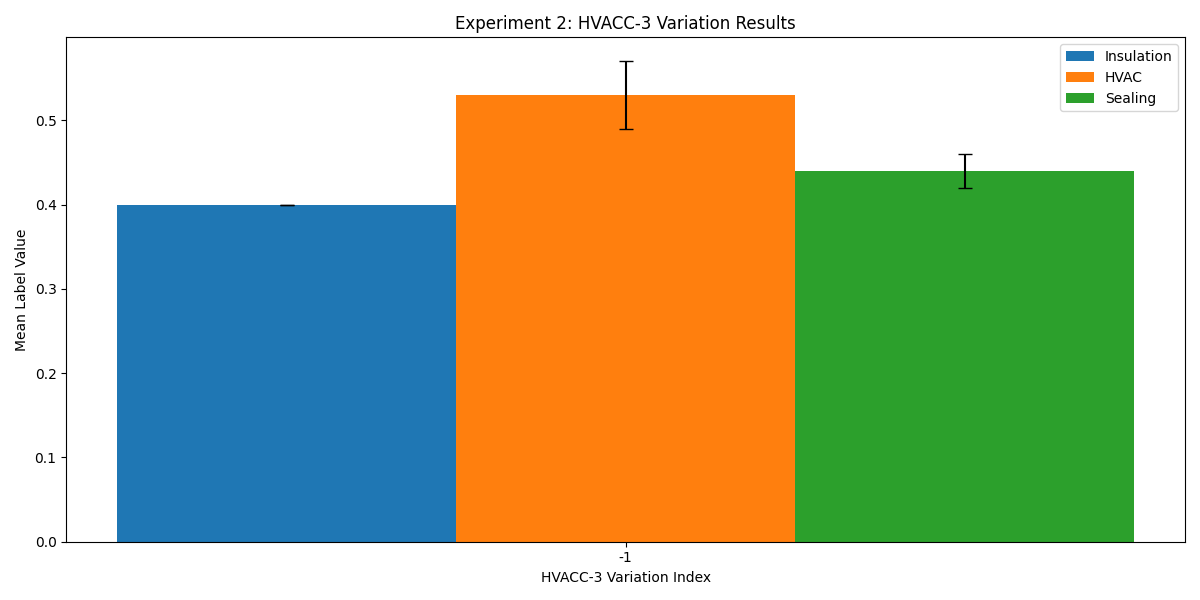 Experiment 2: HVACC-3 Variation Results
Insulation
HVAC
Sealing
Mean Label Value
0.5
0.4
0.3
0.2
0.1
0.0
-1
HVACC-3 Variation Index